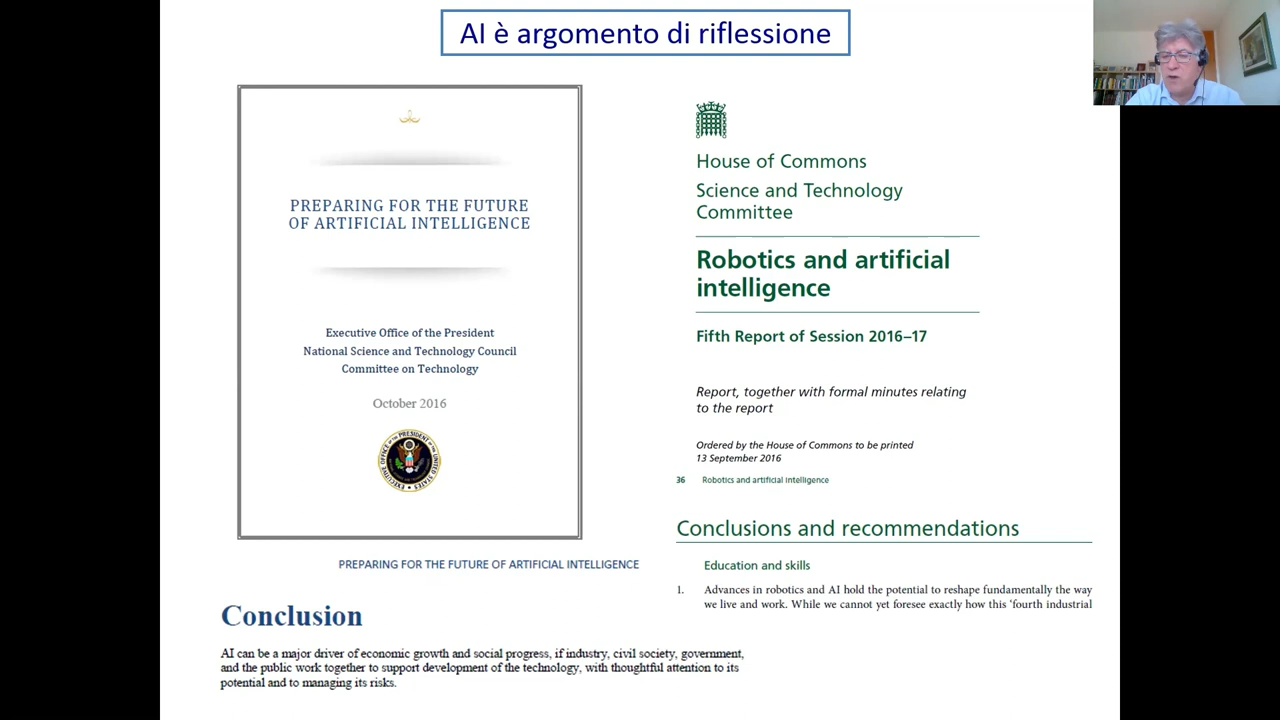 AI è argomento di riflessione
PREPARING FOR THE FUTURE
OF ARTIFICIAL INTELLIGENCE
Executive Office of the President
National Science and Technology Council
Committee on Technology
October 2016
PREPARING FOR THE FUTURE OF ARTIFICIAL INTELLIGENCE
Conclusion
AI can be a major driver of economic growth and social progress, if industry, civil society, government,
and the public work together to support development of the technology, with thoughtful attention to its
potential and to managing its risks.
House of Commons
Science and Technology
Committee
Robotics and artificial
intelligence
Fifth Report of Session 2016–17
Report, together with formal minutes relating
to the report
Ordered by the House of Commons to be printed
13 September 2016
36 Robotics and artificial intelligence
Conclusions and recommendations
Education and skills
1. Advances in robotics and AI hold the potential to reshape fundamentally the way
we live and work. While we cannot yet foresee exactly how this ‘fourth industrial